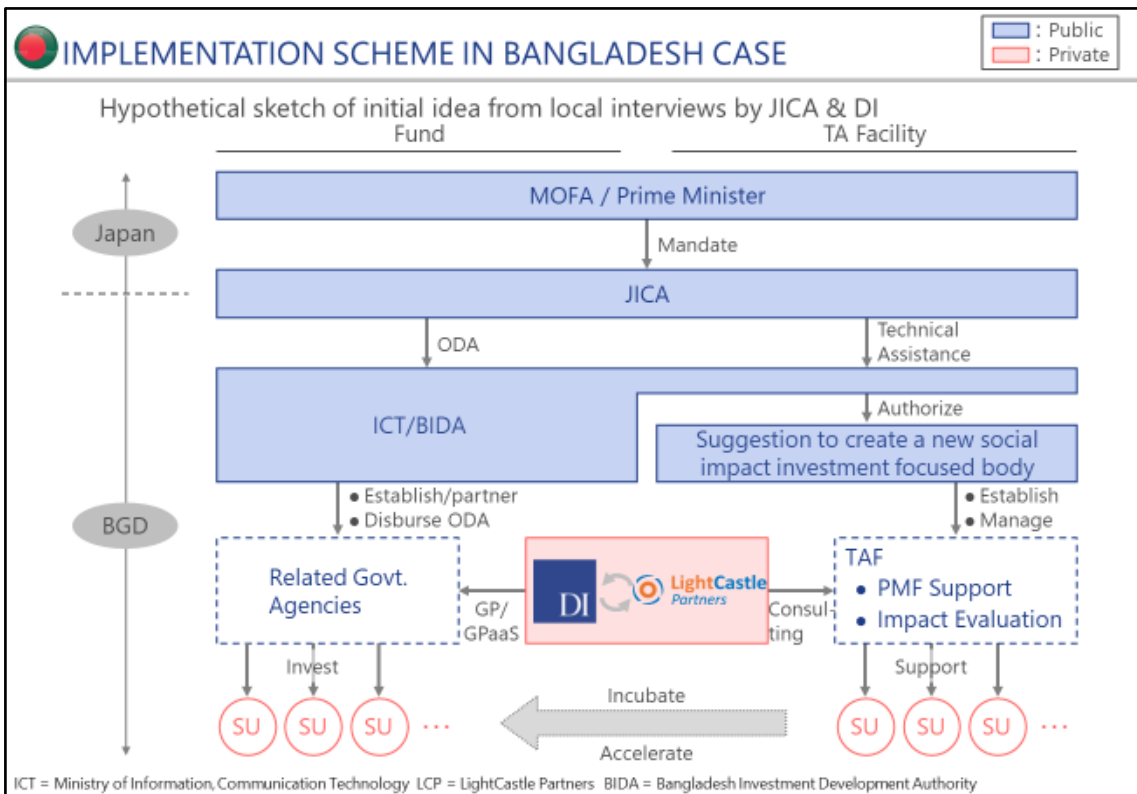 IMPLEMENTATION SCHEME IN BANGLADESH CASE
: Public
: Private
Hypothetical sketch of initial idea from local interviews by JICA & DI
Fund
TA Facility
MOFA / Prime Minister
Japan
Mandate
JICA
ODA
Technical
Assistance
ICT/BIDA
Authorize
Suggestion to create a new social
impact investment focused body
BGD
• Establish/partner
• Disburse ODA
• Establish
• Manage
Related Govt.
Agencies
GP/
GPaaS
DI
LightCastle
Partners
Consul-
ting
TAF
• PMF Support
• Impact Evaluation
Invest
Support
SU SU SU ...
Incubate
Accelerate
SU SU SU ...
ICT = Ministry of Information, Communication Technology LCP = LightCastle Partners BIDA = Bangladesh Investment Development Authority